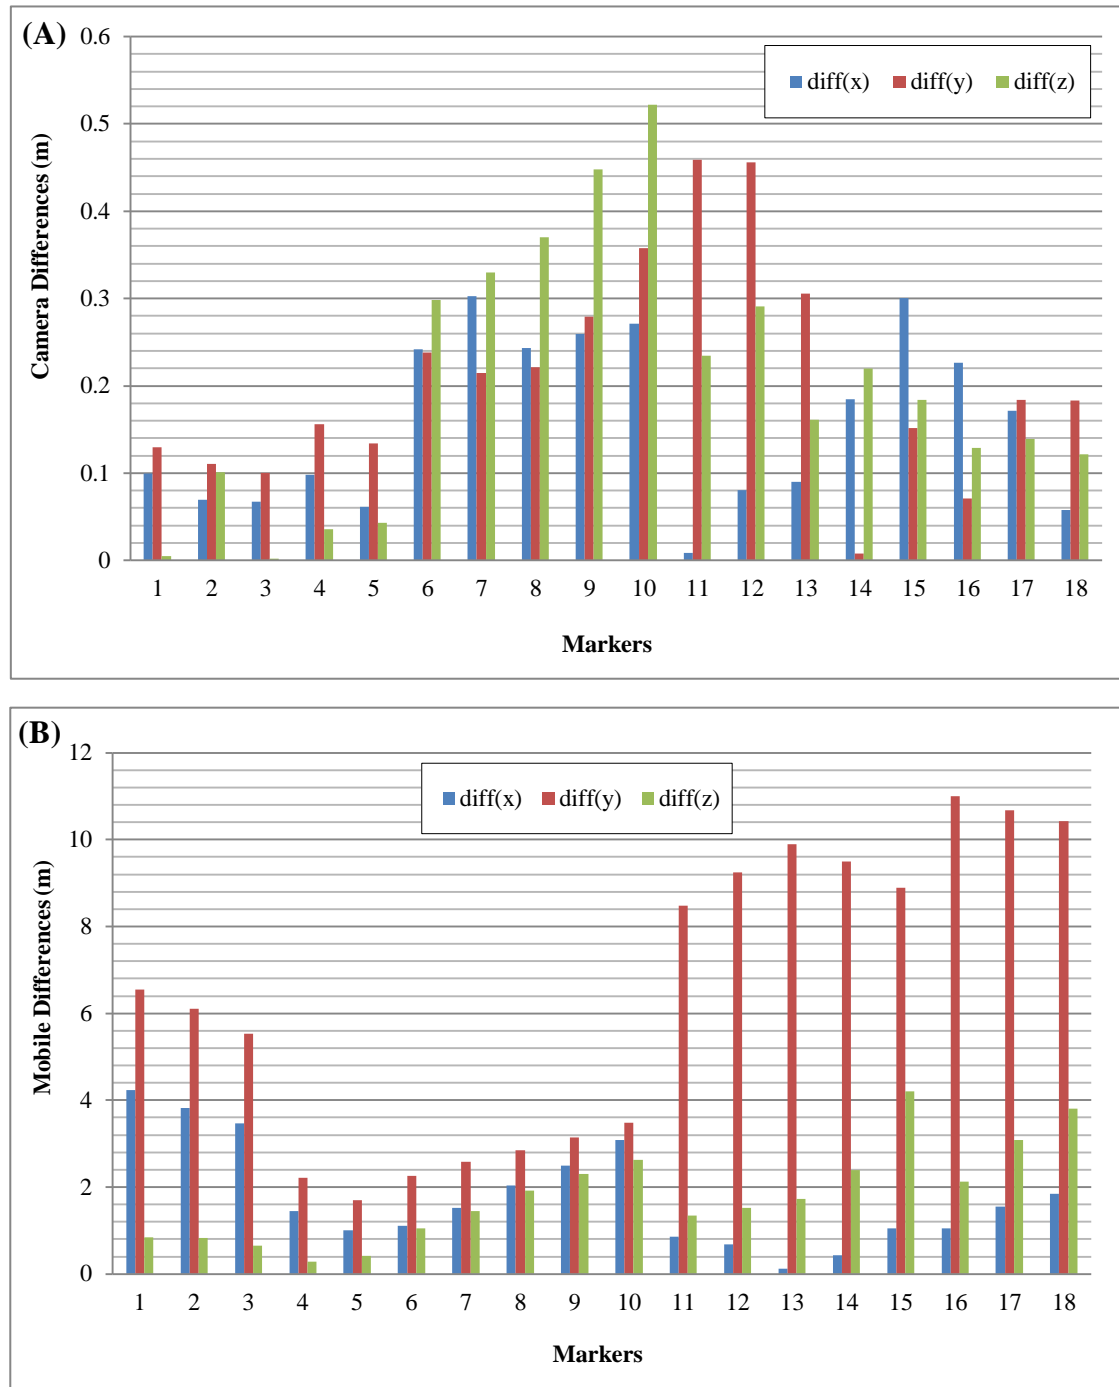 (A)
0.6
0.5
0.4
0.3
0.2
0.1
0
Camera Differences (m)
diff(x) diff(y) diff(z)
1 2 3 4 5 6 7 8 9 10 11 12 13 14 15 16 17 18
Markers
(B)
12
10
8
6
4
2
0
Mobile Differences (m)
diff(x) diff(y) diff(z)
1 2 3 4 5 6 7 8 9 10 11 12 13 14 15 16 17 18
Markers